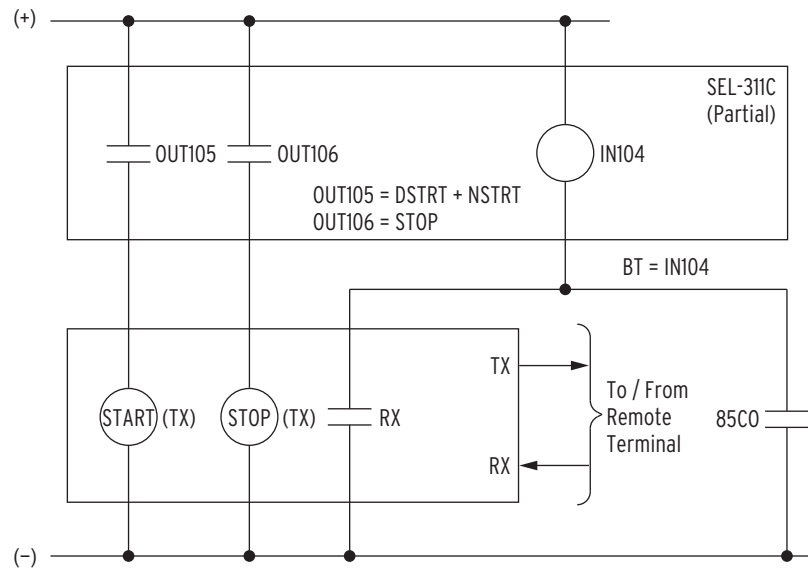 (+)
SEL-311C
(Partial)
OUT105
OUT106
IN104
OUT105 = DSTRT + NSTRT
OUT106 = STOP
BT = IN104
TX
START (TX)
STOP (TX)
RX
To / From
Remote
Terminal
85CO
RX
(−)